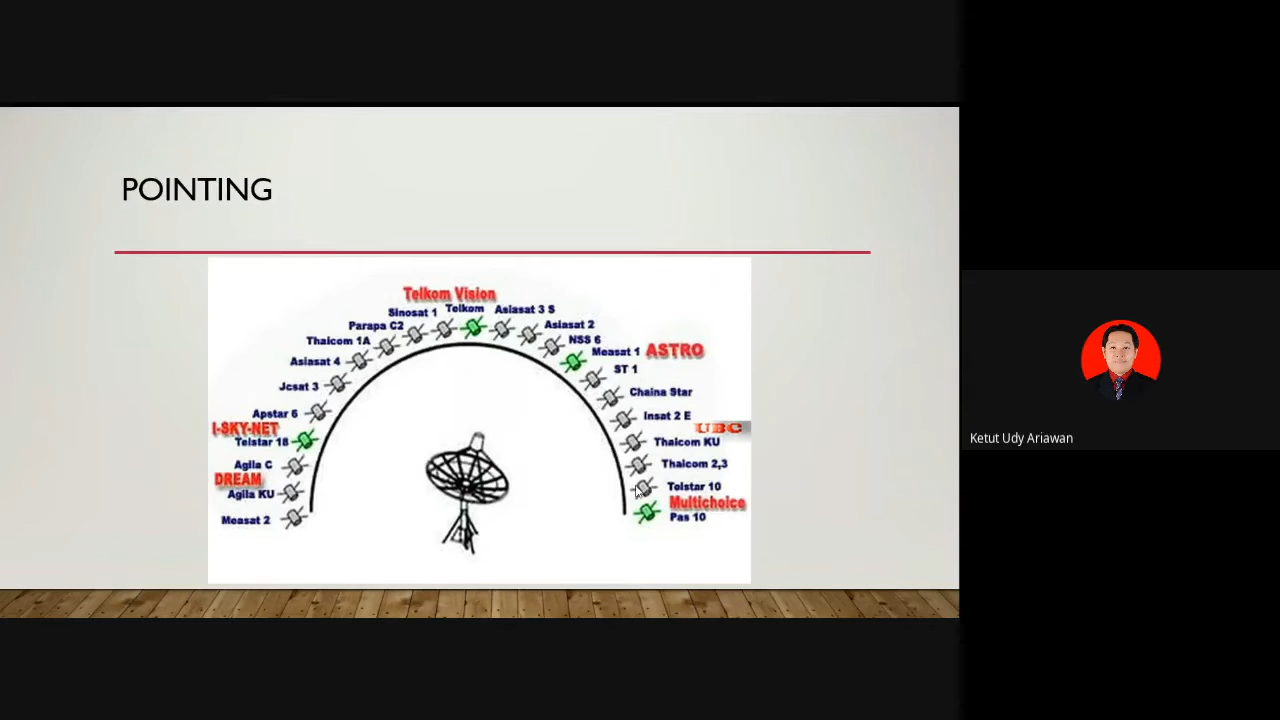 POINTING
Telkom Vision
Sinosat 1 Telkom Asiasat 3 S
Parapa C2 Asiasat 2
Thaicom 1A NSS 6
Asiasat 4 Measat 1 ASTRO
Jcsat 3 ST 1
Chaina Star
Apstar 6 Insat 2 E
I-SKY-NET UBC
Telstar 18 Thaicom KU
Agila C Thaicom 2,3
DREAM Telstar 10
Agila KU Multichoice
Measat 2 Pas 10
Ketut Udy Ariawan